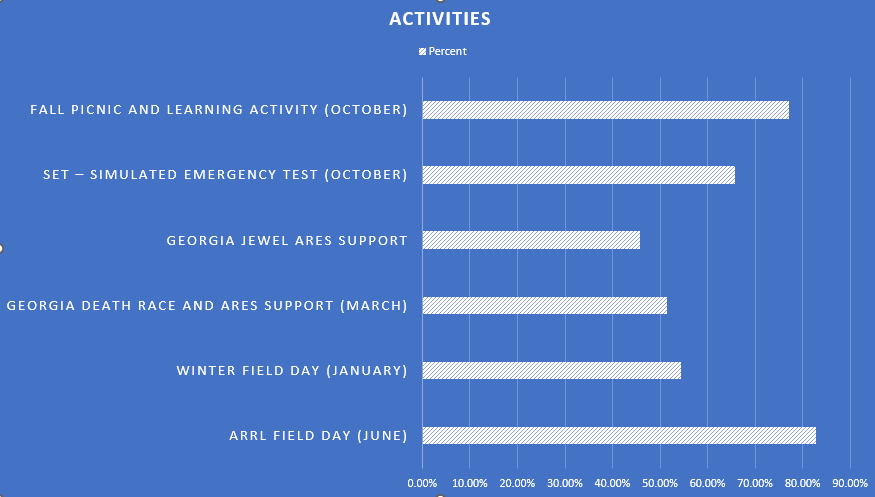 ACTIVITIES
Percent
FALL PICNIC AND LEARNING ACTIVITY (OCTOBER)
SET – SIMULATED EMERGENCY TEST (OCTOBER)
GEORGIA JEWEL ARES SUPPORT
GEORGIA DEATH RACE AND ARES SUPPORT (MARCH)
WINTER FIELD DAY (JANUARY)
ARRL FIELD DAY (JUNE)
0.00% 10.00% 20.00% 30.00% 40.00% 50.00% 60.00% 70.00% 80.00% 90.00%